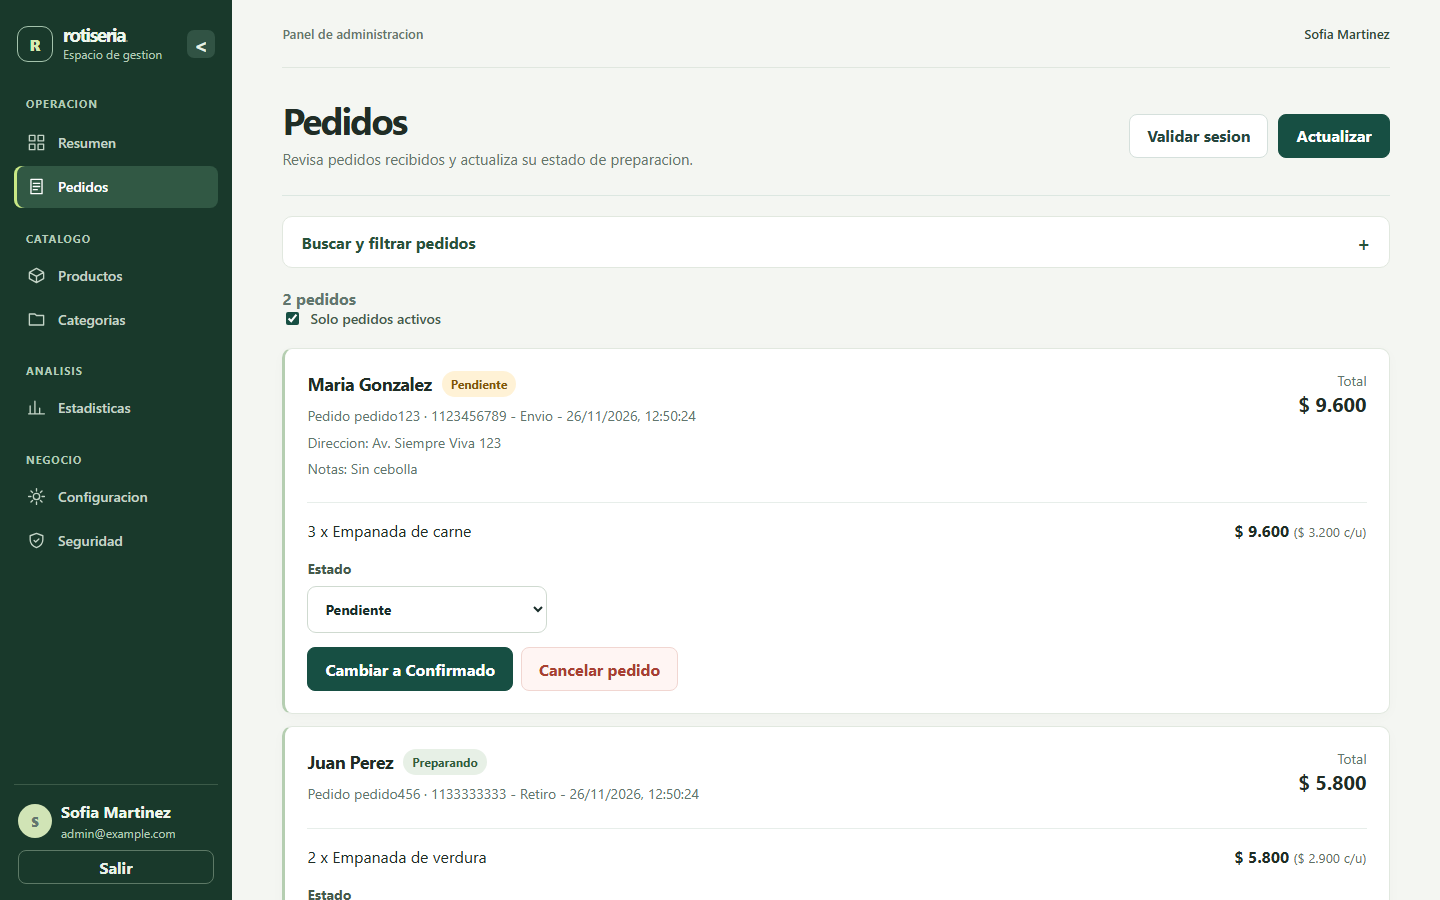 R
rotiseria
Espacio de gestion
<
OPERACION
Resumen
Pedidos
CATALOGO
Productos
Categorias
ANALISIS
Estadisticas
NEGOCIO
Configuracion
Seguridad
S
Sofia Martinez
admin@example.com
Salir
Panel de administracion
Sofia Martinez
Pedidos
Revisa pedidos recibidos y actualiza su estado de preparacion.
Validar sesion
Actualizar
Buscar y filtrar pedidos
+
2 pedidos
Solo pedidos activos
Maria Gonzalez Pendiente
Total
$ 9.600
Pedido pedido123 · 1123456789 - Envio - 26/11/2026, 12:50:24
Direccion: Av. Siempre Viva 123
Notas: Sin cebolla
3 x Empanada de carne
$ 9.600 ($ 3.200 c/u)
Estado
Pendiente
Cambiar a Confirmado
Cancelar pedido
Juan Perez Preparando
Total
$ 5.800
Pedido pedido456 · 1133333333 - Retiro - 26/11/2026, 12:50:24
2 x Empanada de verdura
$ 5.800 ($ 2.900 c/u)
Estado